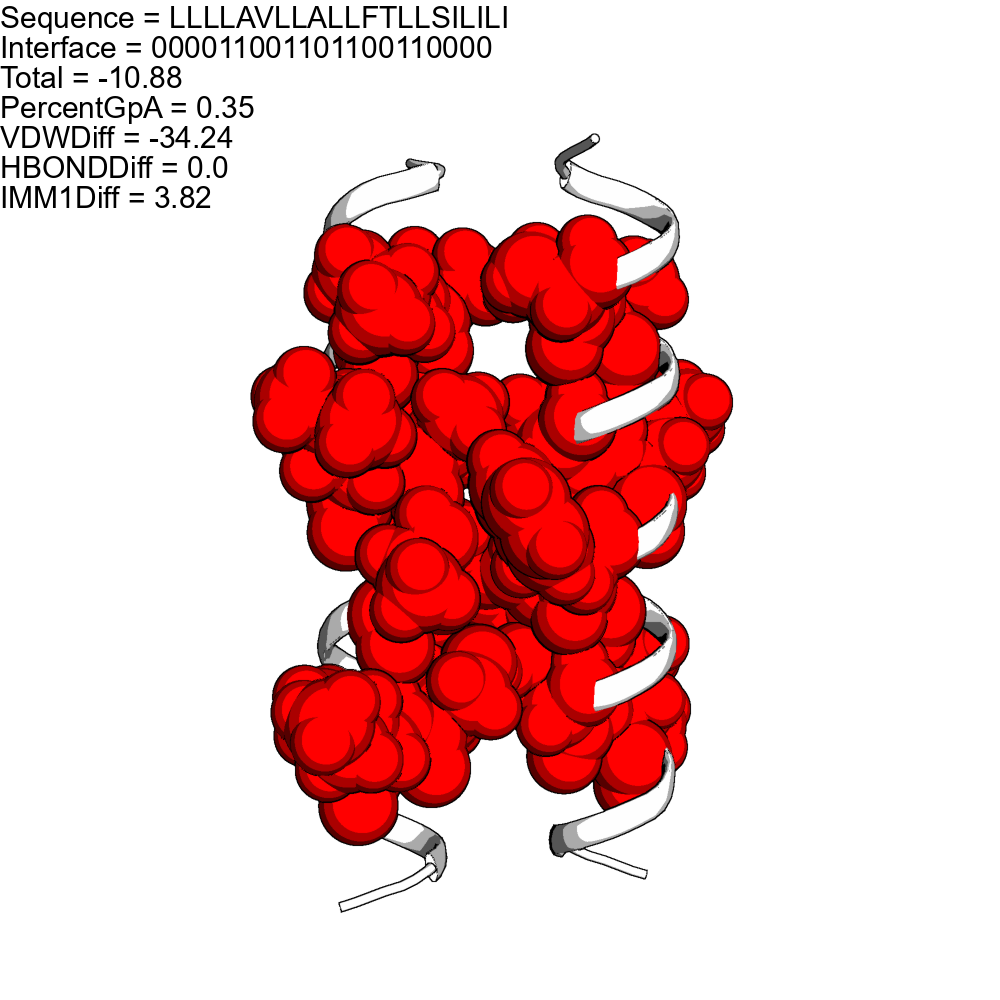 Sequence = LLLLAVLLALLFTLLSILILI
Interface = 000011001101100110000
Total = -10.88
PercentGpA = 0.35
VDWDiff = -34.24
HBONDDiff = 0.0
IMM1Diff = 3.82